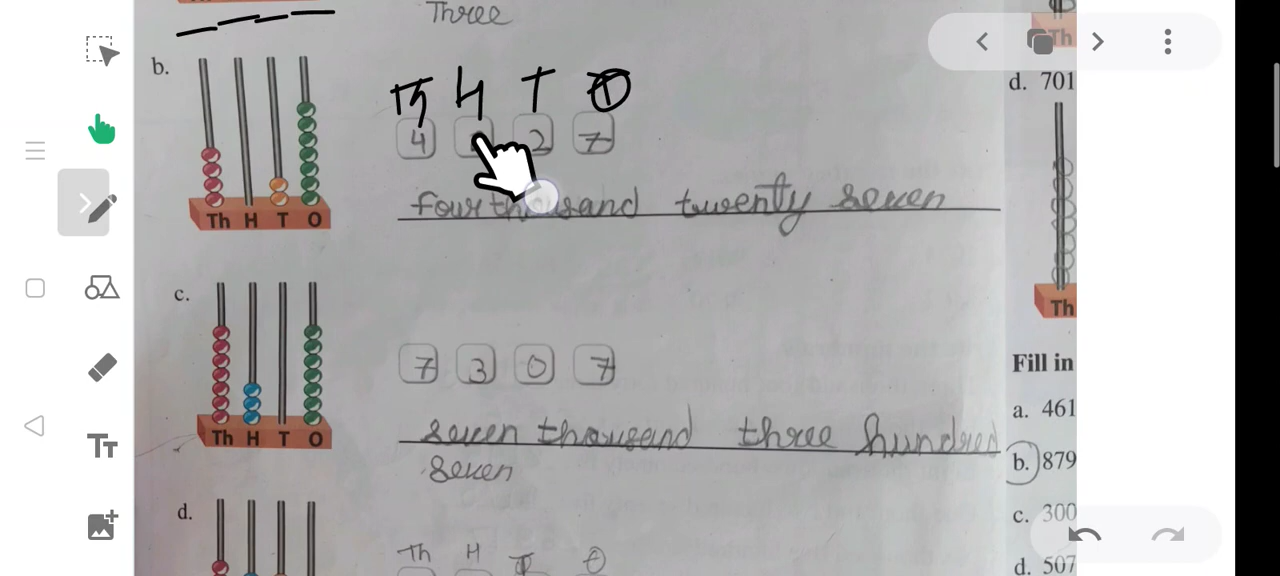 Three
b.
Th H T O
4 2 7
Th H T O
four thousand twenty seven
c.
7 3 0 7
Th H T O
seven thousand three hundred
seven
d.
Th H T O
Th
d. 701
Th
Fill in
a. 461
b. 879
c. 300
d. 507
TT